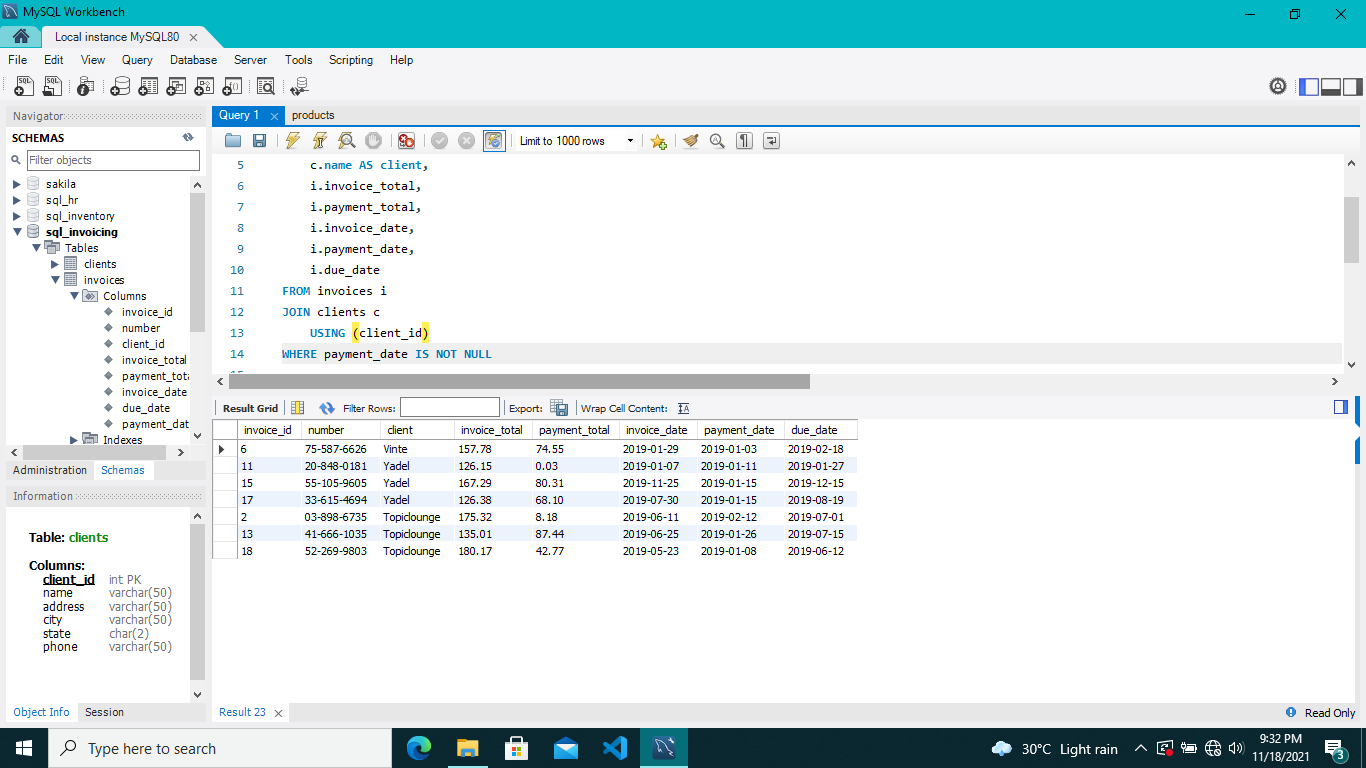 MySQL Workbench
Local instance MySQL80
File Edit View Query Database Server Tools Scripting Help
Navigator
SCHEMAS
Filter objects
sakila
sql_hr
sql_inventory
sql_invoicing
Tables
clients
invoices
Columns
invoice_id
number
client_id
invoice_total
payment_tota
invoice_date
due_date
payment_dat
Indexes
Administration Schemas
Information
Table: clients
Columns:
client_id int PK
name varchar(50)
address varchar(50)
city varchar(50)
state char(2)
phone varchar(50)
Object Info Session
Query 1 products
Limit to 1000 rows
5 c.name AS client,
6 i.invoice_total,
7 i.payment_total,
8 i.invoice_date,
9 i.payment_date,
10 i.due_date
11 FROM invoices i
12 JOIN clients c
13 USING (client_id)
14 WHERE payment_date IS NOT NULL
Result Grid Filter Rows: Export: Wrap Cell Content:
invoice_id number client invoice_total payment_total invoice_date payment_date due_date
6 75-587-6626 Vinte 157.78 74.55 2019-01-29 2019-01-03 2019-02-18
11 20-848-0181 Yadel 126.15 0.03 2019-01-07 2019-01-11 2019-01-27
15 55-105-9605 Yadel 167.29 80.31 2019-11-25 2019-01-15 2019-12-15
17 33-615-4694 Yadel 126.38 68.10 2019-07-30 2019-01-15 2019-08-19
2 03-898-6735 Topiclounge 175.32 8.18 2019-06-11 2019-02-12 2019-07-01
13 41-666-1035 Topiclounge 135.01 87.44 2019-06-25 2019-01-26 2019-07-15
18 52-269-9803 Topiclounge 180.17 42.77 2019-05-23 2019-01-08 2019-06-12
Result 23
Read Only
Type here to search
30°C Light rain
9:32 PM
11/18/2021
3